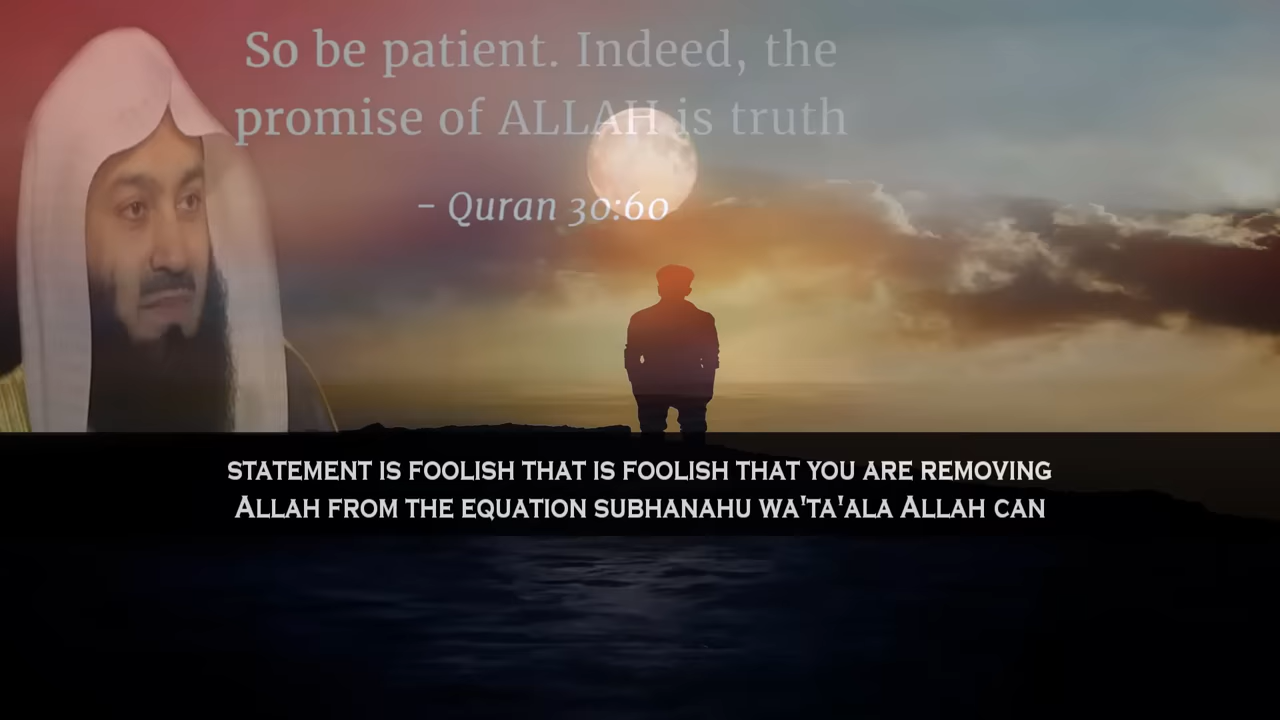 So be patient. Indeed, the
promise of ALLAH is truth
– Quran 30:60
STATEMENT IS FOOLISH THAT IS FOOLISH THAT YOU ARE REMOVING
ALLAH FROM THE EQUATION SUBHANAHU WA'TA'ALA ALLAH CAN